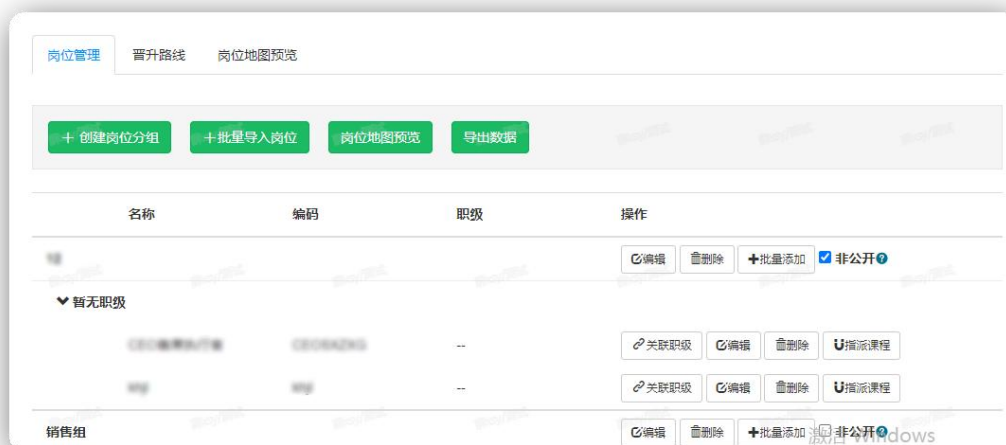 岗位管理 晋升路线 岗位地图预览
+ 创建岗位分组 +批量导入岗位 岗位地图预览 导出数据
名称 编码 职级 操作
编辑 删除 +批量添加 非公开?
暂无职级
-- 关联职级 编辑 删除 指派课程
-- 关联职级 编辑 删除 指派课程
销售组 编辑 删除 +批量添加 非公开?
激活 Windows